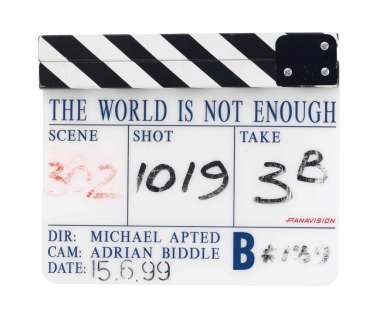 THE WORLD IS NOT ENOUGH
SCENE SHOT TAKE
302 1019 3B
PANAVISION
DIR: MICHAEL APTED
CAM: ADRIAN BIDDLE
DATE: 15.6.99
B